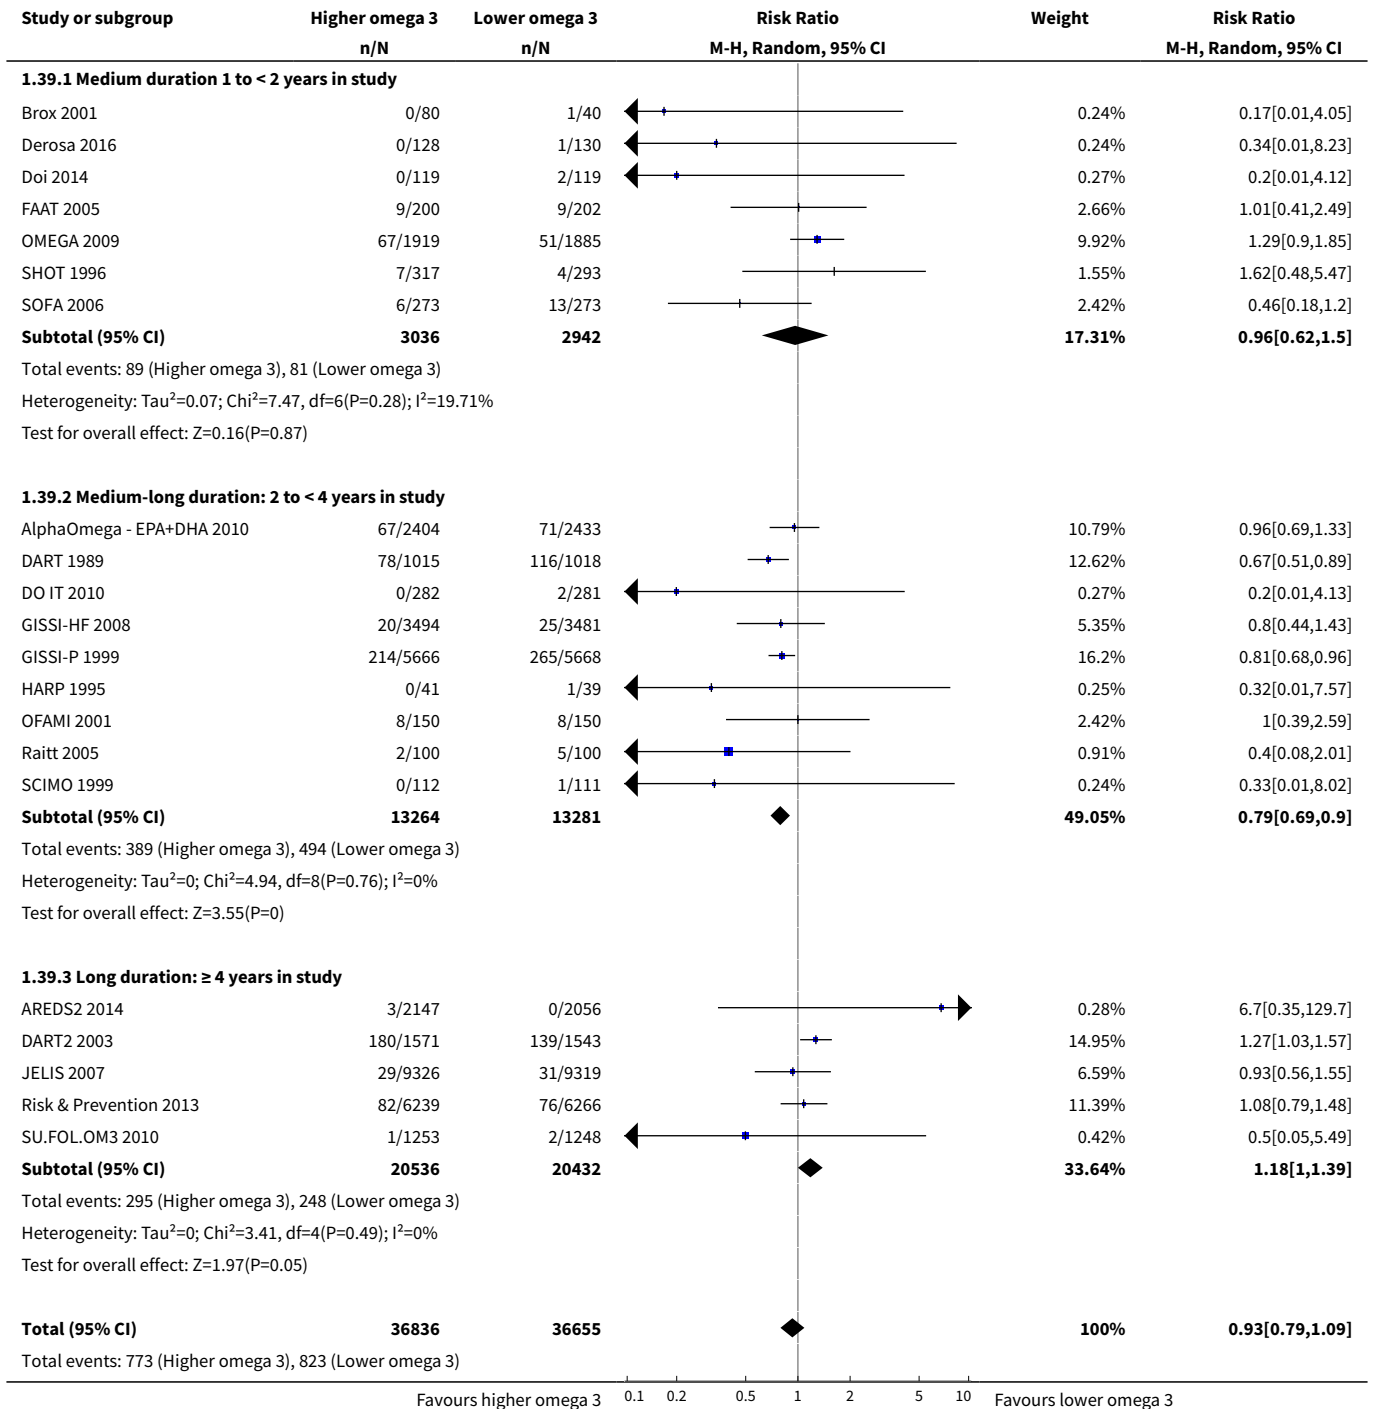 Study or subgroup Higher omega 3 Lower omega 3 Risk Ratio Weight Risk Ratio
n/N n/N M-H, Random, 95% CI M-H, Random, 95% CI
1.39.1 Medium duration 1 to < 2 years in study
Brox 2001 0/80 1/40 0.24% 0.17[0.01,4.05]
Derosa 2016 0/128 1/130 0.24% 0.34[0.01,8.23]
Doi 2014 0/119 2/119 0.27% 0.2[0.01,4.12]
FAAT 2005 9/200 9/202 2.66% 1.01[0.41,2.49]
OMEGA 2009 67/1919 51/1885 9.92% 1.29[0.9,1.85]
SHOT 1996 7/317 4/293 1.55% 1.62[0.48,5.47]
SOFA 2006 6/273 13/273 2.42% 0.46[0.18,1.2]
Subtotal (95% CI) 3036 2942 17.31% 0.96[0.62,1.5]
Total events: 89 (Higher omega 3), 81 (Lower omega 3)
Heterogeneity: Tau²=0.07; Chi²=7.47, df=6(P=0.28); I²=19.71%
Test for overall effect: Z=0.16(P=0.87)
1.39.2 Medium-long duration: 2 to < 4 years in study
AlphaOmega - EPA+DHA 2010 67/2404 71/2433 10.79% 0.96[0.69,1.33]
DART 1989 78/1015 116/1018 12.62% 0.67[0.51,0.89]
DO IT 2010 0/282 2/281 0.27% 0.2[0.01,4.13]
GISSI-HF 2008 20/3494 25/3481 5.35% 0.8[0.44,1.43]
GISSI-P 1999 214/5666 265/5668 16.2% 0.81[0.68,0.96]
HARP 1995 0/41 1/39 0.25% 0.32[0.01,7.57]
OFAMI 2001 8/150 8/150 2.42% 1[0.39,2.59]
Raitt 2005 2/100 5/100 0.91% 0.4[0.08,2.01]
SCIMO 1999 0/112 1/111 0.24% 0.33[0.01,8.02]
Subtotal (95% CI) 13264 13281 49.05% 0.79[0.69,0.9]
Total events: 389 (Higher omega 3), 494 (Lower omega 3)
Heterogeneity: Tau²=0; Chi²=4.94, df=8(P=0.76); I²=0%
Test for overall effect: Z=3.55(P=0)
1.39.3 Long duration: ≥ 4 years in study
AREDS2 2014 3/2147 0/2056 0.28% 6.7[0.35,129.7]
DART2 2003 180/1571 139/1543 14.95% 1.27[1.03,1.57]
JELIS 2007 29/9326 31/9319 6.59% 0.93[0.56,1.55]
Risk & Prevention 2013 82/6239 76/6266 11.39% 1.08[0.79,1.48]
SU.FOL.OM3 2010 1/1253 2/1248 0.42% 0.5[0.05,5.49]
Subtotal (95% CI) 20536 20432 33.64% 1.18[1,1.39]
Total events: 295 (Higher omega 3), 248 (Lower omega 3)
Heterogeneity: Tau²=0; Chi²=3.41, df=4(P=0.49); I²=0%
Test for overall effect: Z=1.97(P=0.05)
Total (95% CI) 36836 36655 100% 0.93[0.79,1.09]
Total events: 773 (Higher omega 3), 823 (Lower omega 3)
Favours higher omega 3 0.1 0.2 0.5 1 2 5 10 Favours lower omega 3